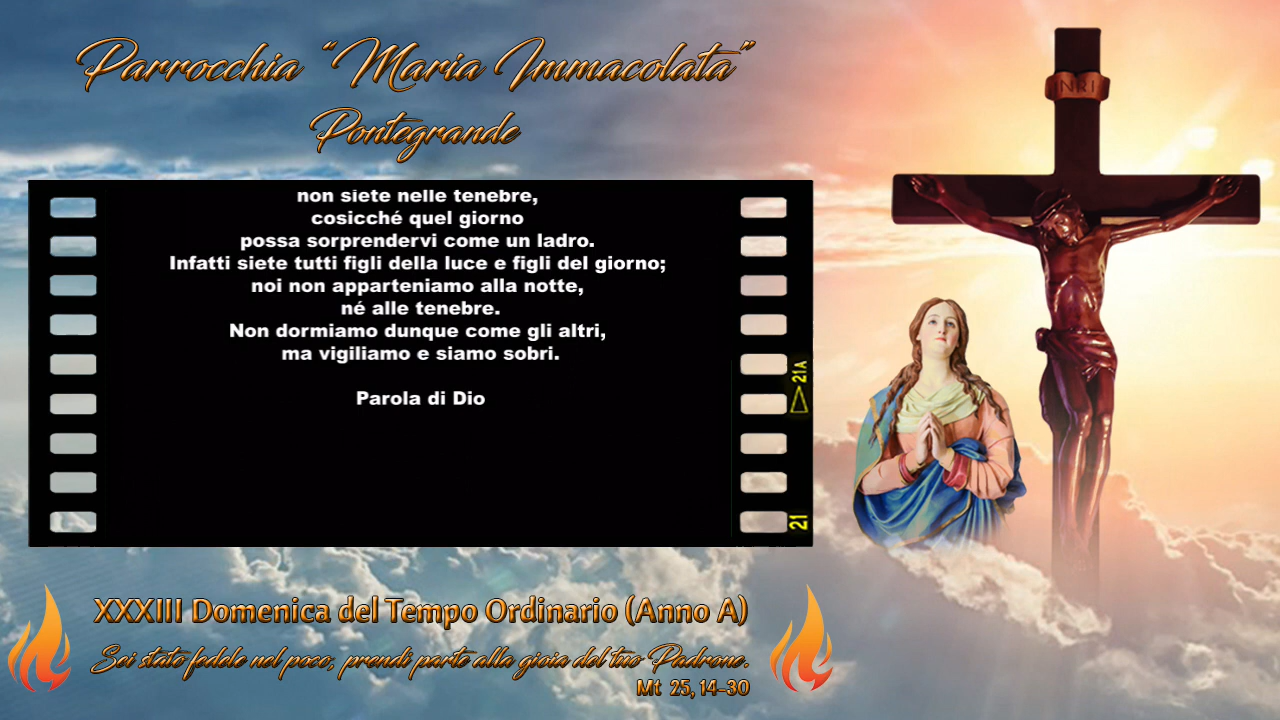 Parrocchia “Maria Immacolata”
Pontegrande
INRI
non siete nelle tenebre,
cosicché quel giorno
possa sorprendervi come un ladro.
Infatti siete tutti figli della luce e figli del giorno;
noi non apparteniamo alla notte,
né alle tenebre.
Non dormiamo dunque come gli altri,
ma vigiliamo e siamo sobri.
Parola di Dio
21A
21
XXXIII Domenica del Tempo Ordinario (Anno A)
Sei stato fedele nel poco, prendi parte alla gioia del tuo Padrone.
Mt 25, 14-30